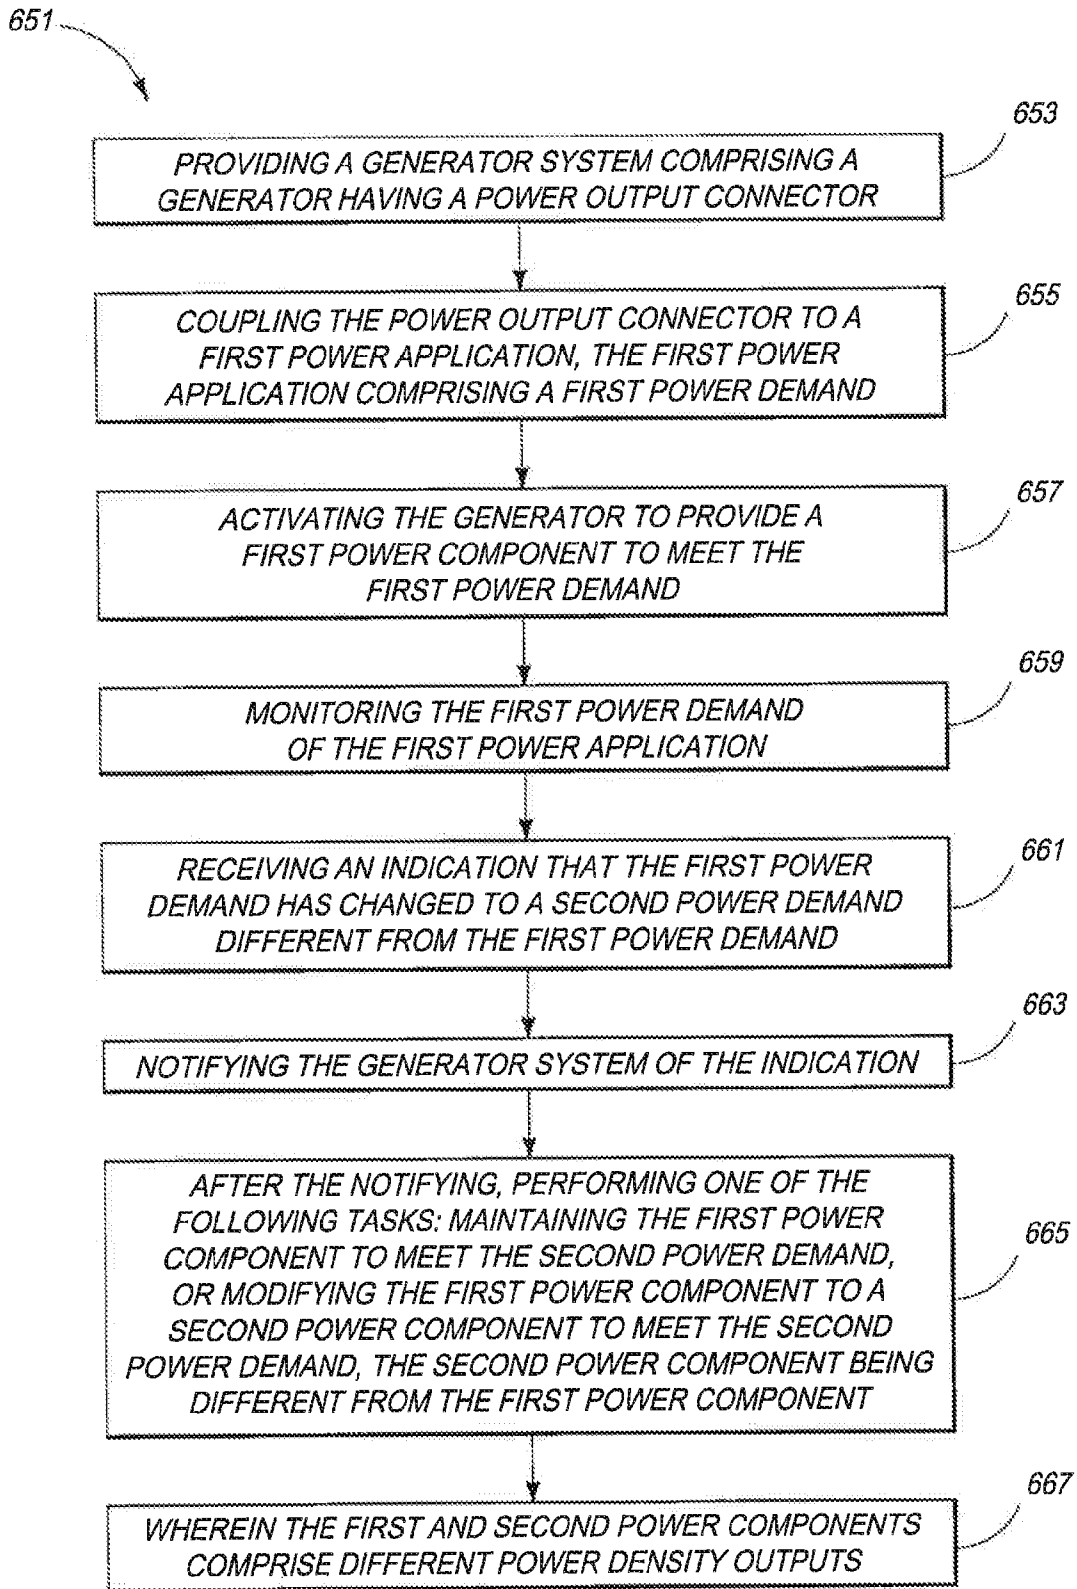 651
653
PROVIDING A GENERATOR SYSTEM COMPRISING A
GENERATOR HAVING A POWER OUTPUT CONNECTOR
655
COUPLING THE POWER OUTPUT CONNECTOR TO A
FIRST POWER APPLICATION, THE FIRST POWER
APPLICATION COMPRISING A FIRST POWER DEMAND
657
ACTIVATING THE GENERATOR TO PROVIDE A
FIRST POWER COMPONENT TO MEET THE
FIRST POWER DEMAND
659
MONITORING THE FIRST POWER DEMAND
OF THE FIRST POWER APPLICATION
661
RECEIVING AN INDICATION THAT THE FIRST POWER
DEMAND HAS CHANGED TO A SECOND POWER DEMAND
DIFFERENT FROM THE FIRST POWER DEMAND
663
NOTIFYING THE GENERATOR SYSTEM OF THE INDICATION
665
AFTER THE NOTIFYING, PERFORMING ONE OF THE
FOLLOWING TASKS: MAINTAINING THE FIRST POWER
COMPONENT TO MEET THE SECOND POWER DEMAND,
OR MODIFYING THE FIRST POWER COMPONENT TO A
SECOND POWER COMPONENT TO MEET THE SECOND
POWER DEMAND, THE SECOND POWER COMPONENT BEING
DIFFERENT FROM THE FIRST POWER COMPONENT
667
WHEREIN THE FIRST AND SECOND POWER COMPONENTS
COMPRISE DIFFERENT POWER DENSITY OUTPUTS